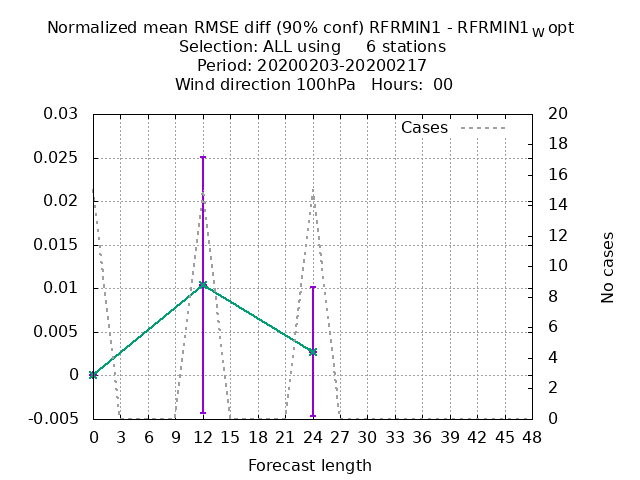 Normalized mean RMSE diff (90% conf) RFRMIN1 - RFRMIN1 W opt
Selection: ALL using 6 stations
Period: 20200203-20200217
Wind direction 100hPa Hours: 00
Cases
0.03
0.025
0.02
0.015
0.01
0.005
0
-0.005
20
18
16
14
12
10
8
6
4
2
0
No cases
0 3 6 9 12 15 18 21 24 27 30 33 36 39 42 45 48
Forecast length